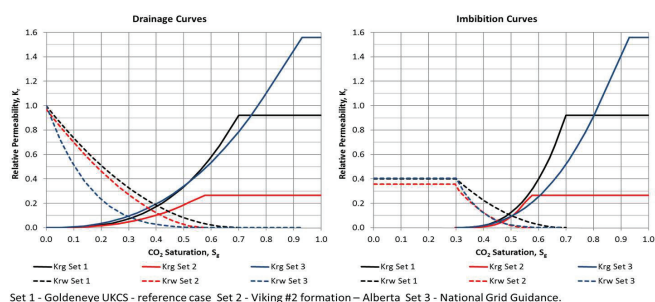 Drainage Curves
Relative Permeability, Kr
1.6
1.4
1.2
1.0
0.8
0.6
0.4
0.2
0.0
0.0 0.1 0.2 0.3 0.4 0.5 0.6 0.7 0.8 0.9 1.0
CO2 Saturation, Sg
Krg Set 1 Krg Set 2 Krg Set 3
Krw Set 1 Krw Set 2 Krw Set 3
Imbibition Curves
Relative Permeability, Kr
1.6
1.4
1.2
1.0
0.8
0.6
0.4
0.2
0.0
0.0 0.1 0.2 0.3 0.4 0.5 0.6 0.7 0.8 0.9 1.0
CO2 Saturation, Sg
Krg Set 1 Krg Set 2 Krg Set 3
Krw Set 1 Krw Set 2 Krw Set 3
Set 1 - Goldeneye UKCS - reference case Set 2 - Viking #2 formation – Alberta Set 3 - National Grid Guidance.